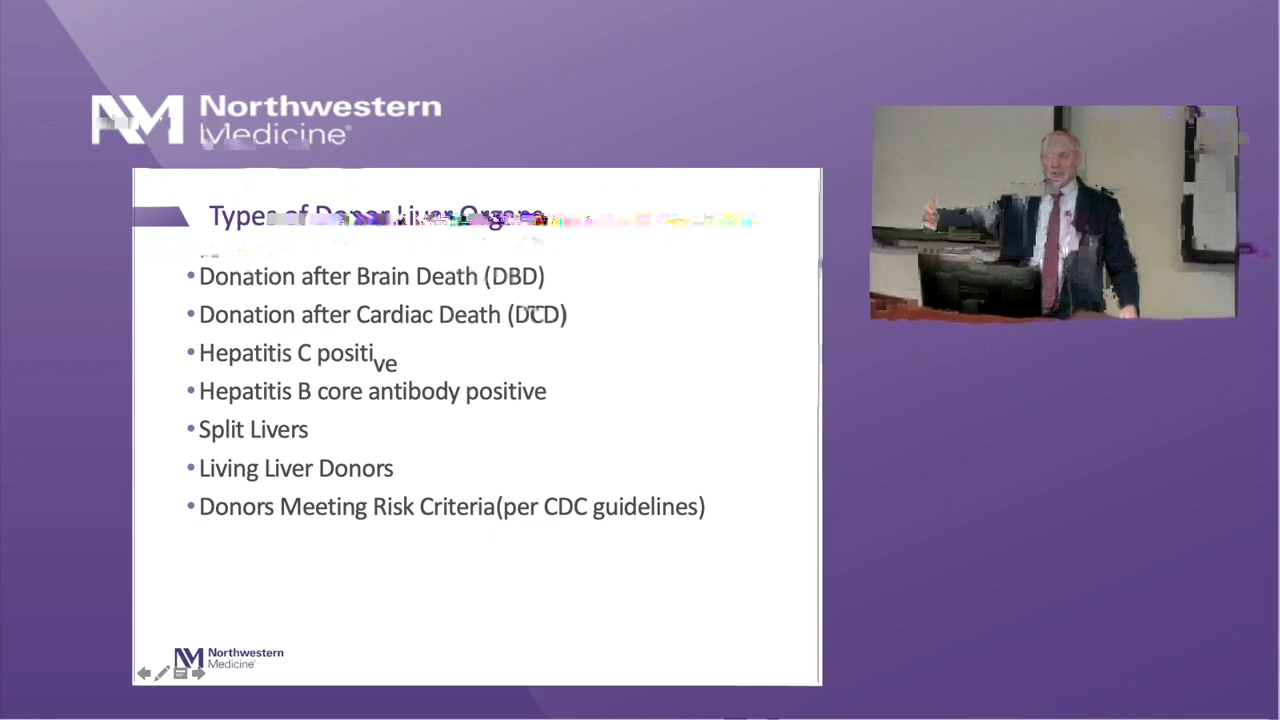 Northwestern
Medicine
Types of Donor Liver Organs
• Donation after Brain Death (DBD)
• Donation after Cardiac Death (DCD)
• Hepatitis C positive
• Hepatitis B core antibody positive
• Split Livers
• Living Liver Donors
• Donors Meeting Risk Criteria(per CDC guidelines)
Northwestern
Medicine